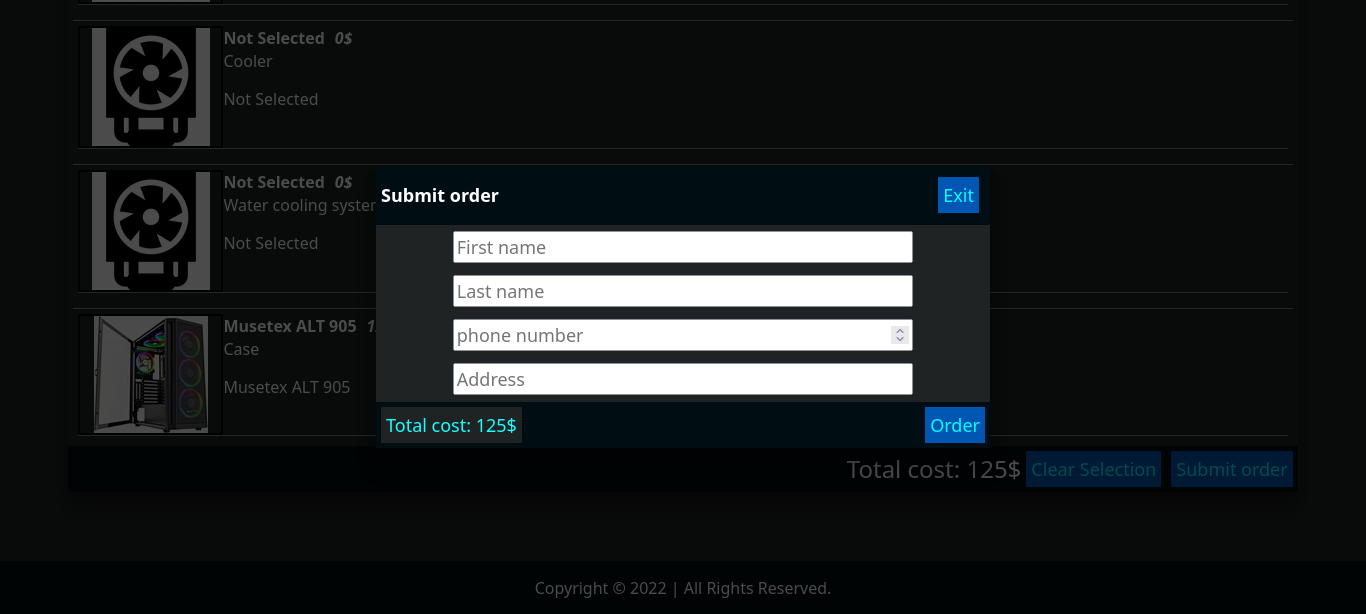 Not Selected 0$
Cooler
Not Selected
Not Selected 0$
Water cooling syster
Not Selected
Musetex ALT 905
Case
Musetex ALT 905
Submit order
Exit
First name
Last name
phone number
Address
Total cost: 125$
Order
Total cost: 125$
Clear Selection
Submit order
Copyright © 2022 | All Rights Reserved.